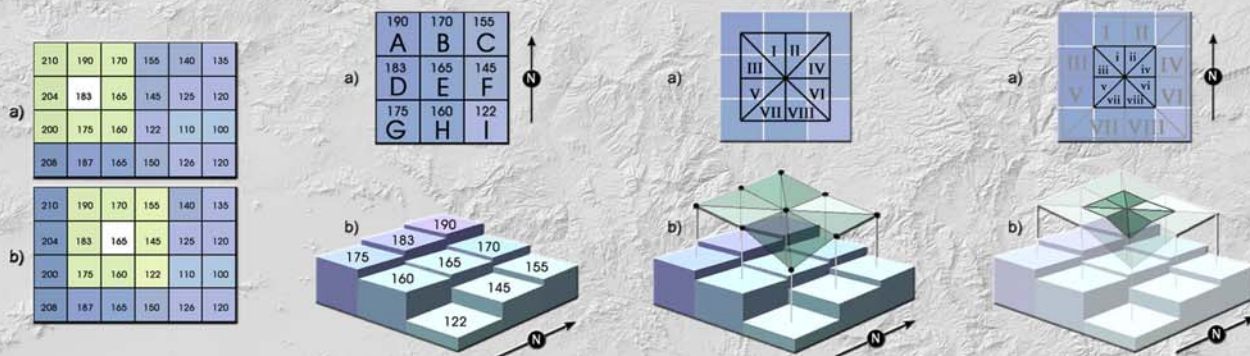 a)
210 190 170 155 140 135
204 183 165 145 125 120
200 175 160 122 110 100
208 187 165 150 126 120
b)
210 190 170 155 140 135
204 183 165 145 125 120
200 175 160 122 110 100
208 187 165 150 126 120
a)
190 170 155
A B C
183 165 145
D E F
175 160 122
G H I
N
b)
190
183 170
175 165 155
160 145
122
N
a)
I II
III IV
V VI
VII VIII
N
b)
N
a)
I II
i ii
III iii iv IV
V v vi VI
vii viii
VII VIII
N
b)
N